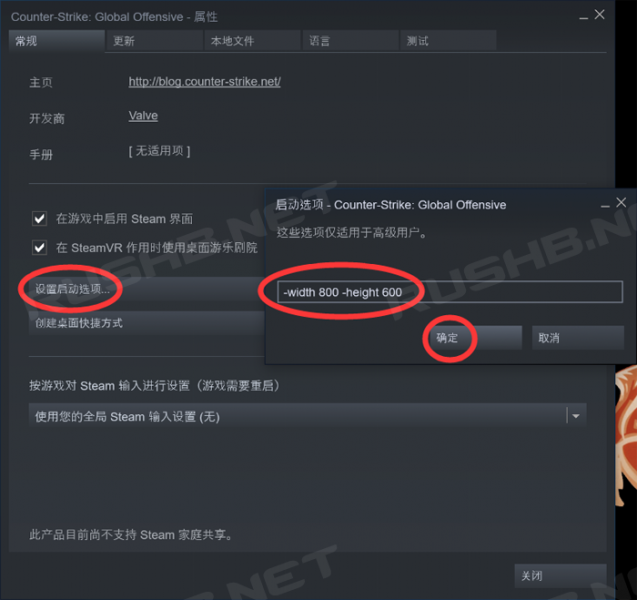 Counter-Strike: Global Offensive - 属性
常规 更新 本地文件 语言 测试
主页 http://blog.counter-strike.net/
开发商 Valve
手册 [ 无适用项 ]
在游戏中启用 Steam 界面
在 SteamVR 作用时使用桌面游乐剧院
设置启动选项...
创建桌面快捷方式
启动选项 - Counter-Strike: Global Offensive
这些选项仅适用于高级用户。
-width 800 -height 600
确定 取消
按游戏对 Steam 输入进行设置（游戏需要重启）
使用您的全局 Steam 输入设置 (无)
此产品目前尚不支持 Steam 家庭共享。
关闭
RUSHB.NET
RUSHB.NET
RUSHB.NET